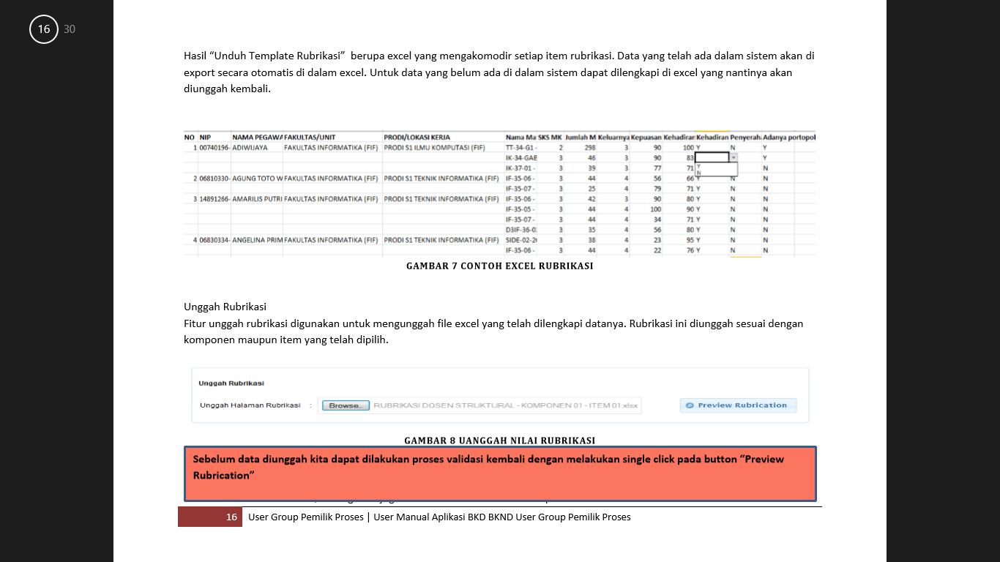 16 30
Hasil “Unduh Template Rubrikasi” berupa excel yang mengakomodir setiap item rubrikasi. Data yang telah ada dalam sistem akan di
export secara otomatis di dalam excel. Untuk data yang belum ada di dalam sistem dapat dilengkapi di excel yang nantinya akan
diunggah kembali.
NO NIP NAMA PEGAWA FAKULTAS/UNIT PRODI/LOKASI KERJA Nama Ma SKS MK Jumlah M Keluarnya Kepuasan Kehadiran Kehadiran Penyeraha Adanya portopol
1 00740196- ADIWIJAYA FAKULTAS INFORMATIKA (FIF) PRODI S1 ILMU KOMPUTASI (FIF) TT-34-G1 - 2 298 3 90 100 Y N Y
IK-34-GAB 3 46 3 90 83 Y
IK-37-01 - 3 39 3 77 71 Y N
N
2 06810330- AGUNG TOTO W FAKULTAS INFORMATIKA (FIF) PRODI S1 TEKNIK INFORMATIKA (FIF) IF-35-06 - 3 44 4 56 66 Y N N
IF-35-07 - 3 25 4 79 71 Y N N
3 14891266- AMARILIS PUTRI FAKULTAS INFORMATIKA (FIF) PRODI S1 TEKNIK INFORMATIKA (FIF) IF-35-06 - 3 42 3 90 80 Y N N
IF-35-05 - 3 44 4 100 90 Y N N
IF-35-07 - 3 44 4 34 71 Y N N
D3IF-36-0 3 35 4 56 80 Y N N
4 06830334- ANGELINA PRIM FAKULTAS INFORMATIKA (FIF) PRODI S1 TEKNIK INFORMATIKA (FIF) SIDE-02-2 3 38 4 23 95 Y N N
IF-35-06 - 3 44 4 22 76 Y N N
GAMBAR 7 CONTOH EXCEL RUBRIKASI
Unggah Rubrikasi
Fitur unggah rubrikasi digunakan untuk mengunggah file excel yang telah dilengkapi datanya. Rubrikasi ini diunggah sesuai dengan
komponen maupun item yang telah dipilih.
Unggah Rubrikasi
Unggah Halaman Rubrikasi : Browse.. RUBRIKASI DOSEN STRUKTURAL - KOMPONEN 01 - ITEM 01.xlsx Preview Rubrication
GAMBAR 8 UANGGAH NILAI RUBRIKASI
Sebelum data diunggah kita dapat dilakukan proses validasi kembali dengan melakukan single click pada button “Preview
Rubrication”
16 User Group Pemilik Proses | User Manual Aplikasi BKD BKND User Group Pemilik Proses